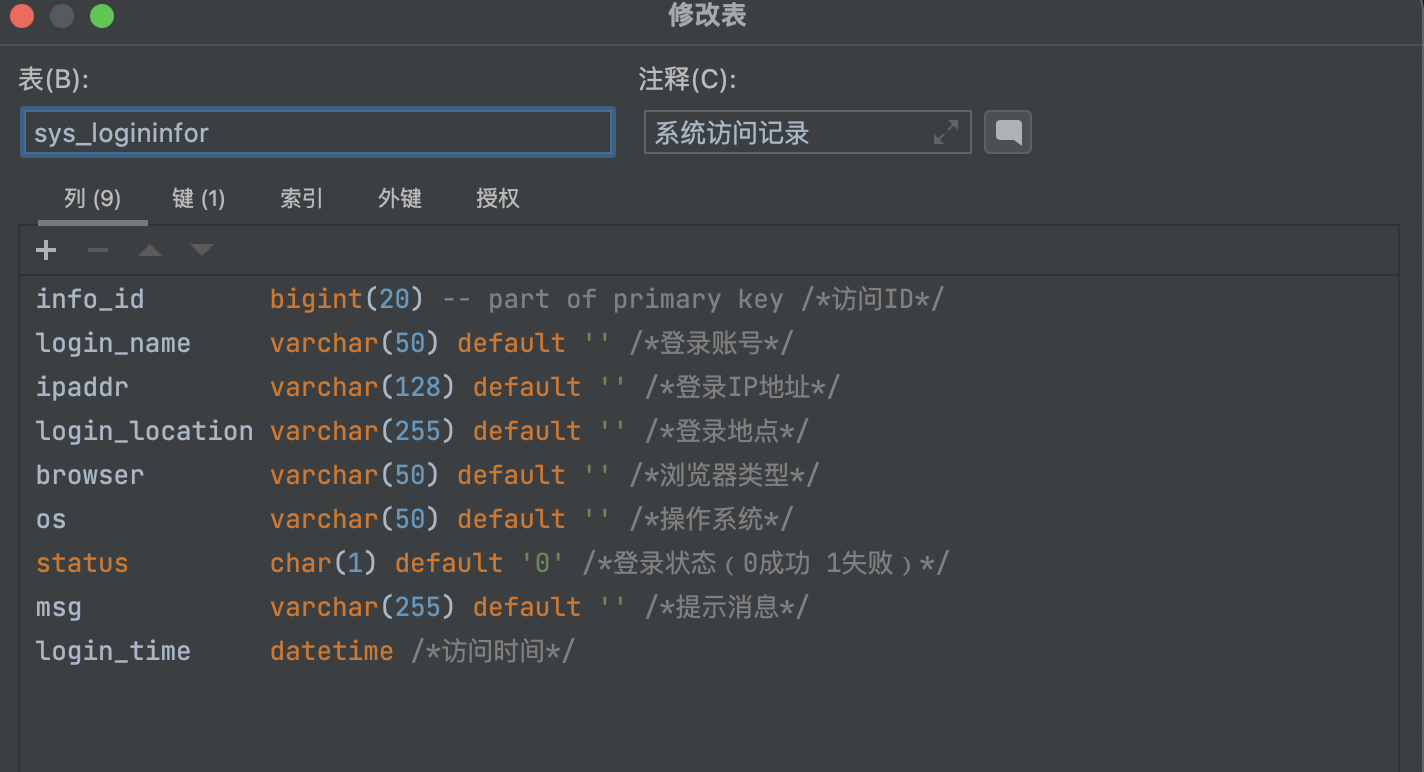 修改表
表(B):
注释(C):
sys_logininfor
系统访问记录
列 (9) 键 (1) 索引 外键 授权
info_id bigint(20) -- part of primary key /*访问ID*/
login_name varchar(50) default '' /*登录账号*/
ipaddr varchar(128) default '' /*登录IP地址*/
login_location varchar(255) default '' /*登录地点*/
browser varchar(50) default '' /*浏览器类型*/
os varchar(50) default '' /*操作系统*/
status char(1) default '0' /*登录状态（0成功 1失败）*/
msg varchar(255) default '' /*提示消息*/
login_time datetime /*访问时间*/